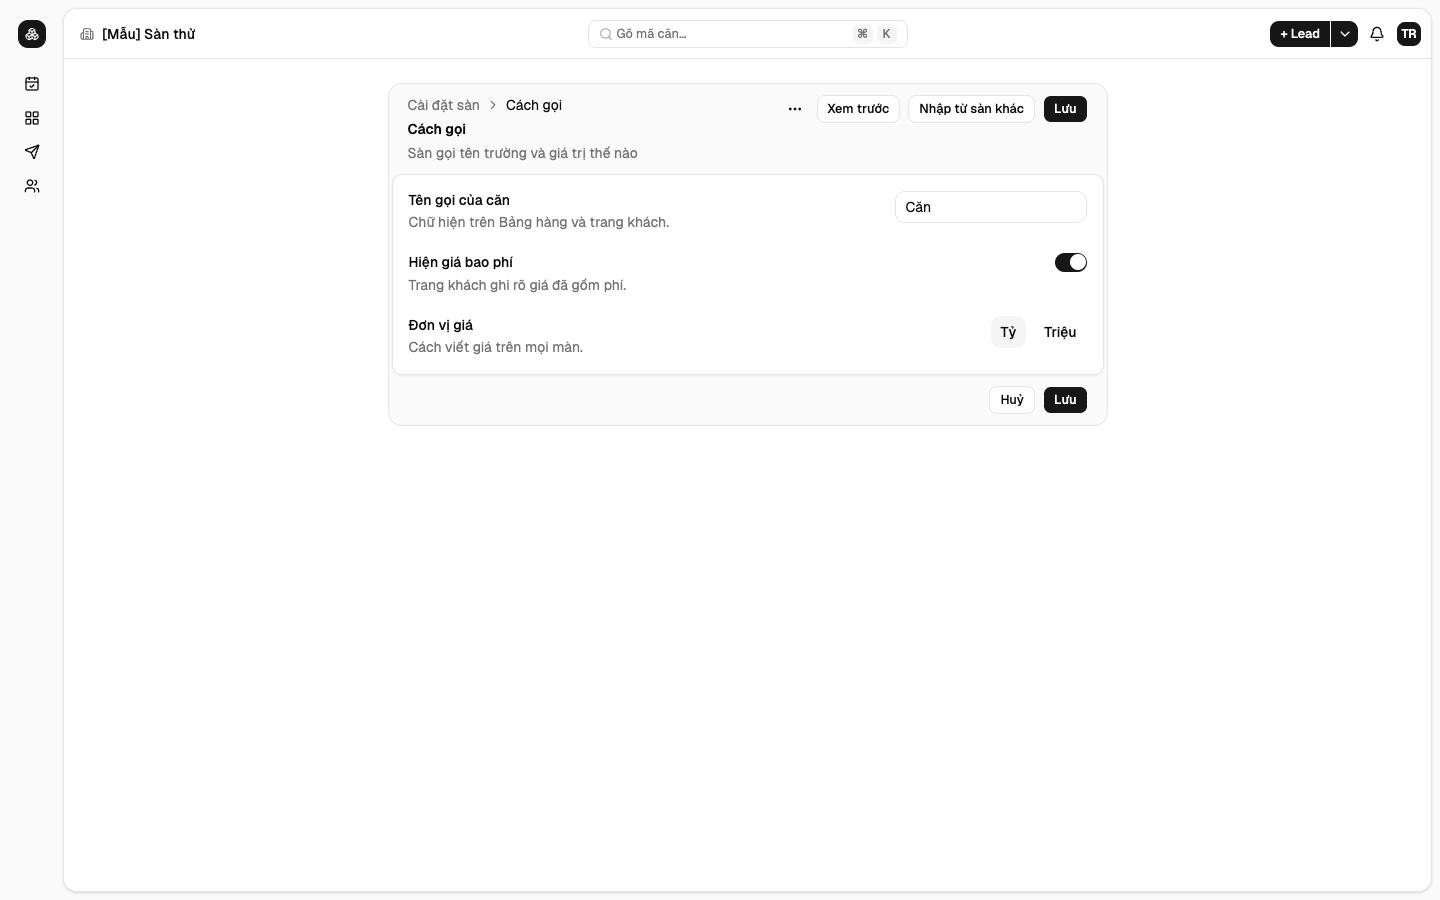 [Mẫu] Sàn thử
Gõ mã căn...
⌘ K
+ Lead
TR
Cài đặt sàn > Cách gọi
Xem trước
Nhập từ sàn khác
Lưu
Cách gọi
Sàn gọi tên trường và giá trị thế nào
Tên gọi của căn
Căn
Chữ hiện trên Bảng hàng và trang khách.
Hiện giá bao phí
Trang khách ghi rõ giá đã gồm phí.
Đơn vị giá
Tỷ
Triệu
Cách viết giá trên mọi màn.
Huỷ
Lưu